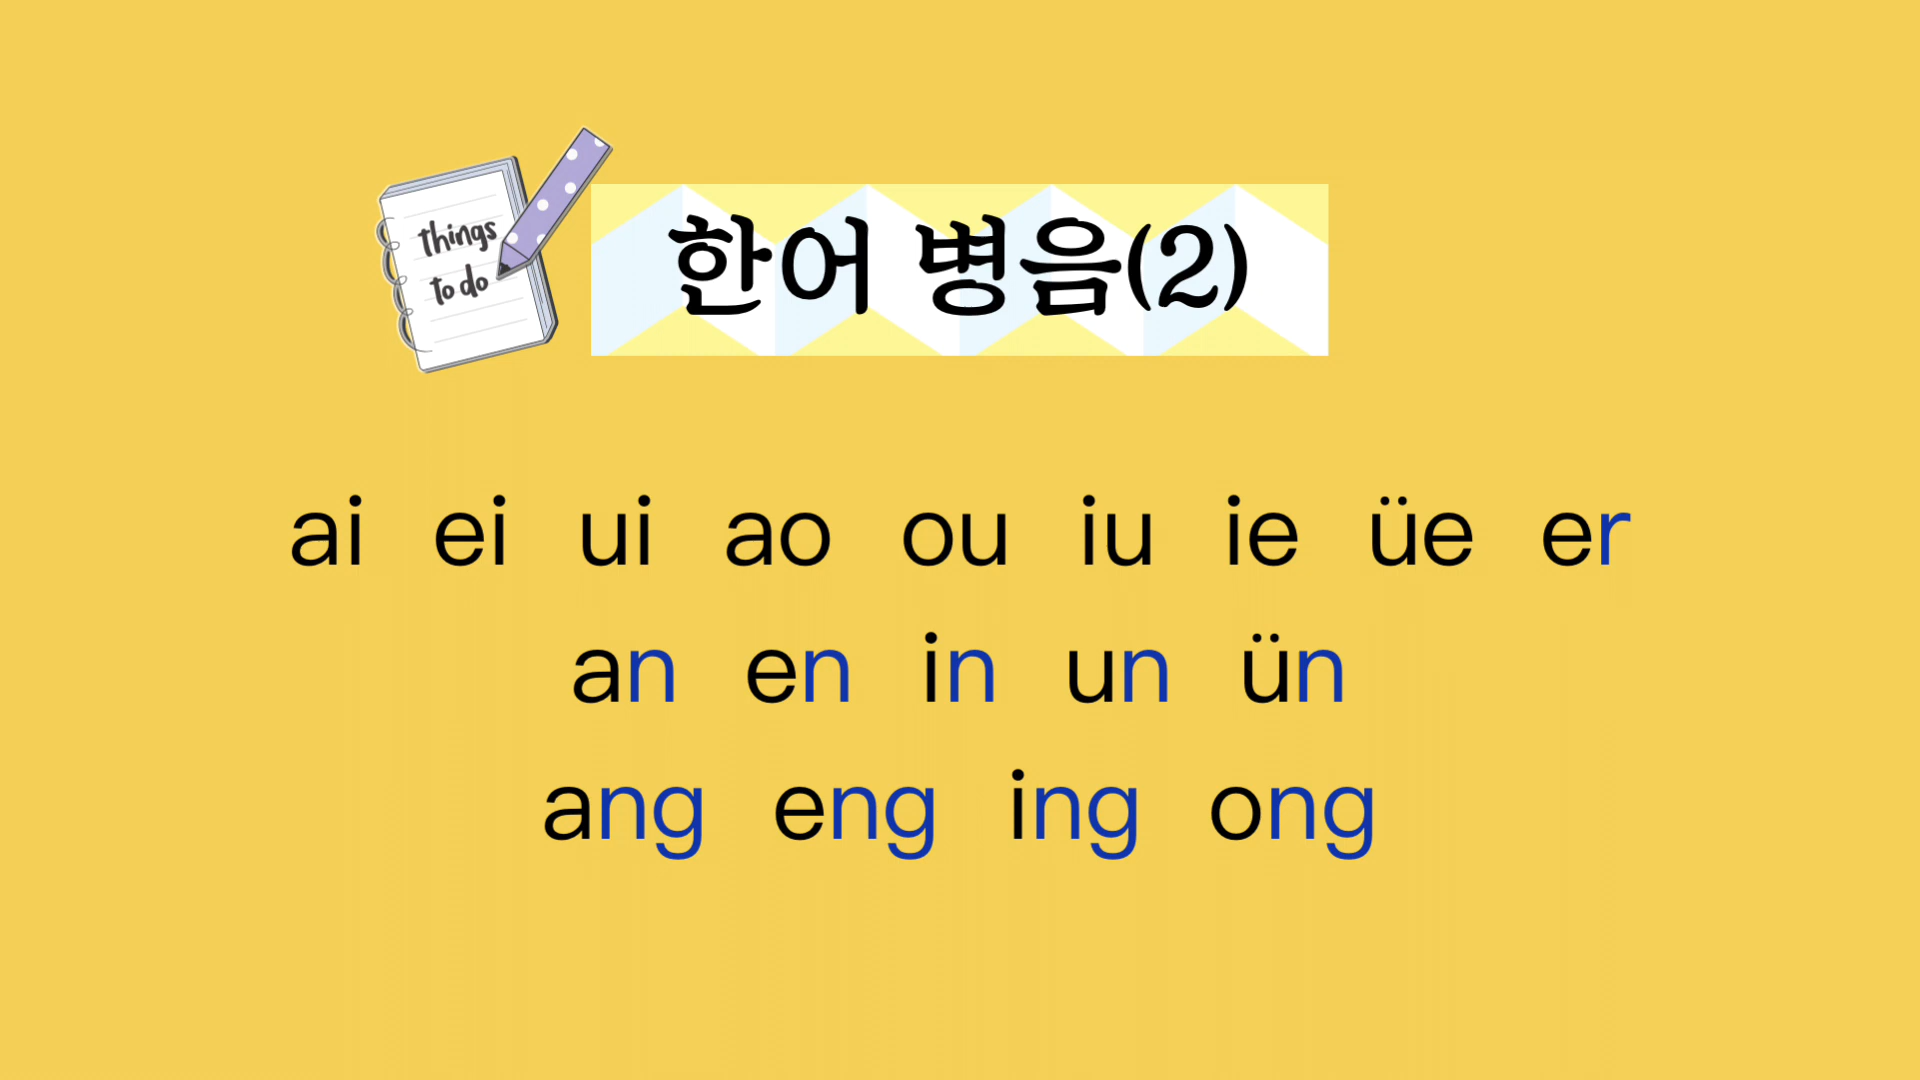 things
to do
한어 병음(2)
ai ei ui ao ou iu ie üe er
an en in un ün
ang eng ing ong